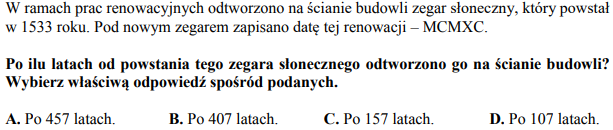 W ramach prac renowacyjnych odtworzono na ścianie budowli zegar słoneczny, który powstał
w 1533 roku. Pod nowym zegarem zapisano datę tej renowacji – MCMXC.
Po ilu latach od powstania tego zegara słonecznego odtworzono go na ścianie budowli?
Wybierz właściwą odpowiedź spośród podanych.
A. Po 457 latach. B. Po 407 latach. C. Po 157 latach. D. Po 107 latach.